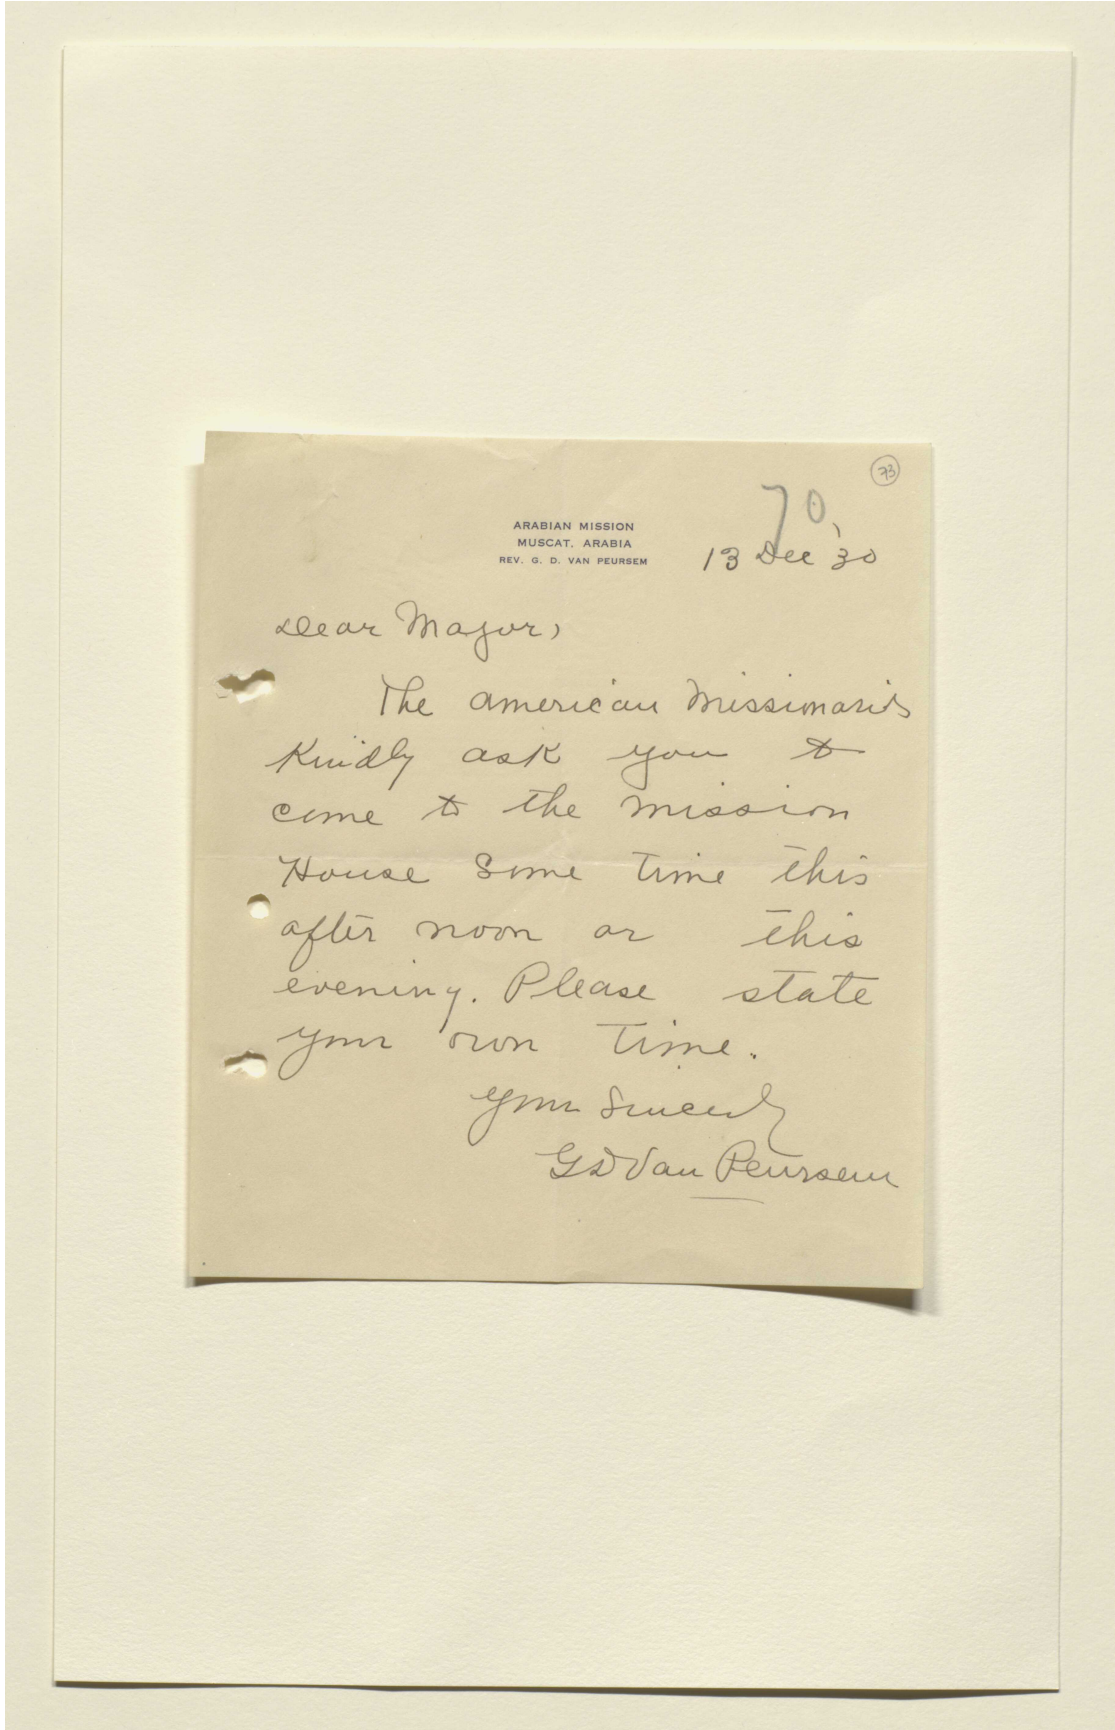 73
70
ARABIAN MISSION
MUSCAT, ARABIA
REV. G. D. VAN PEURSEM
13 Dec '30
Dear Major,
The American Missionaries
Kindly ask you to
come to the Mission
House some time this
after noon or this
evening. Please state
your own time.
Yours Sincerely
GD Van Peursem